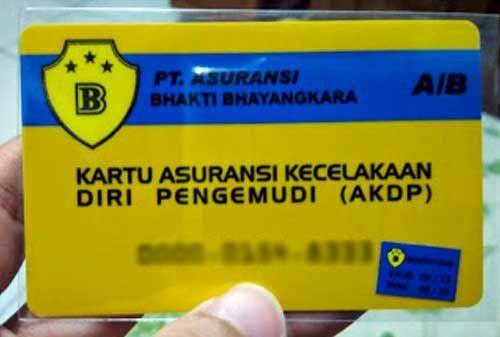 B
PT. ASURANSI
BHAKTI BHAYANGKARA
A/B
KARTU ASURANSI KECELAKAAN
DIRI PENGEMUDI (AKDP)